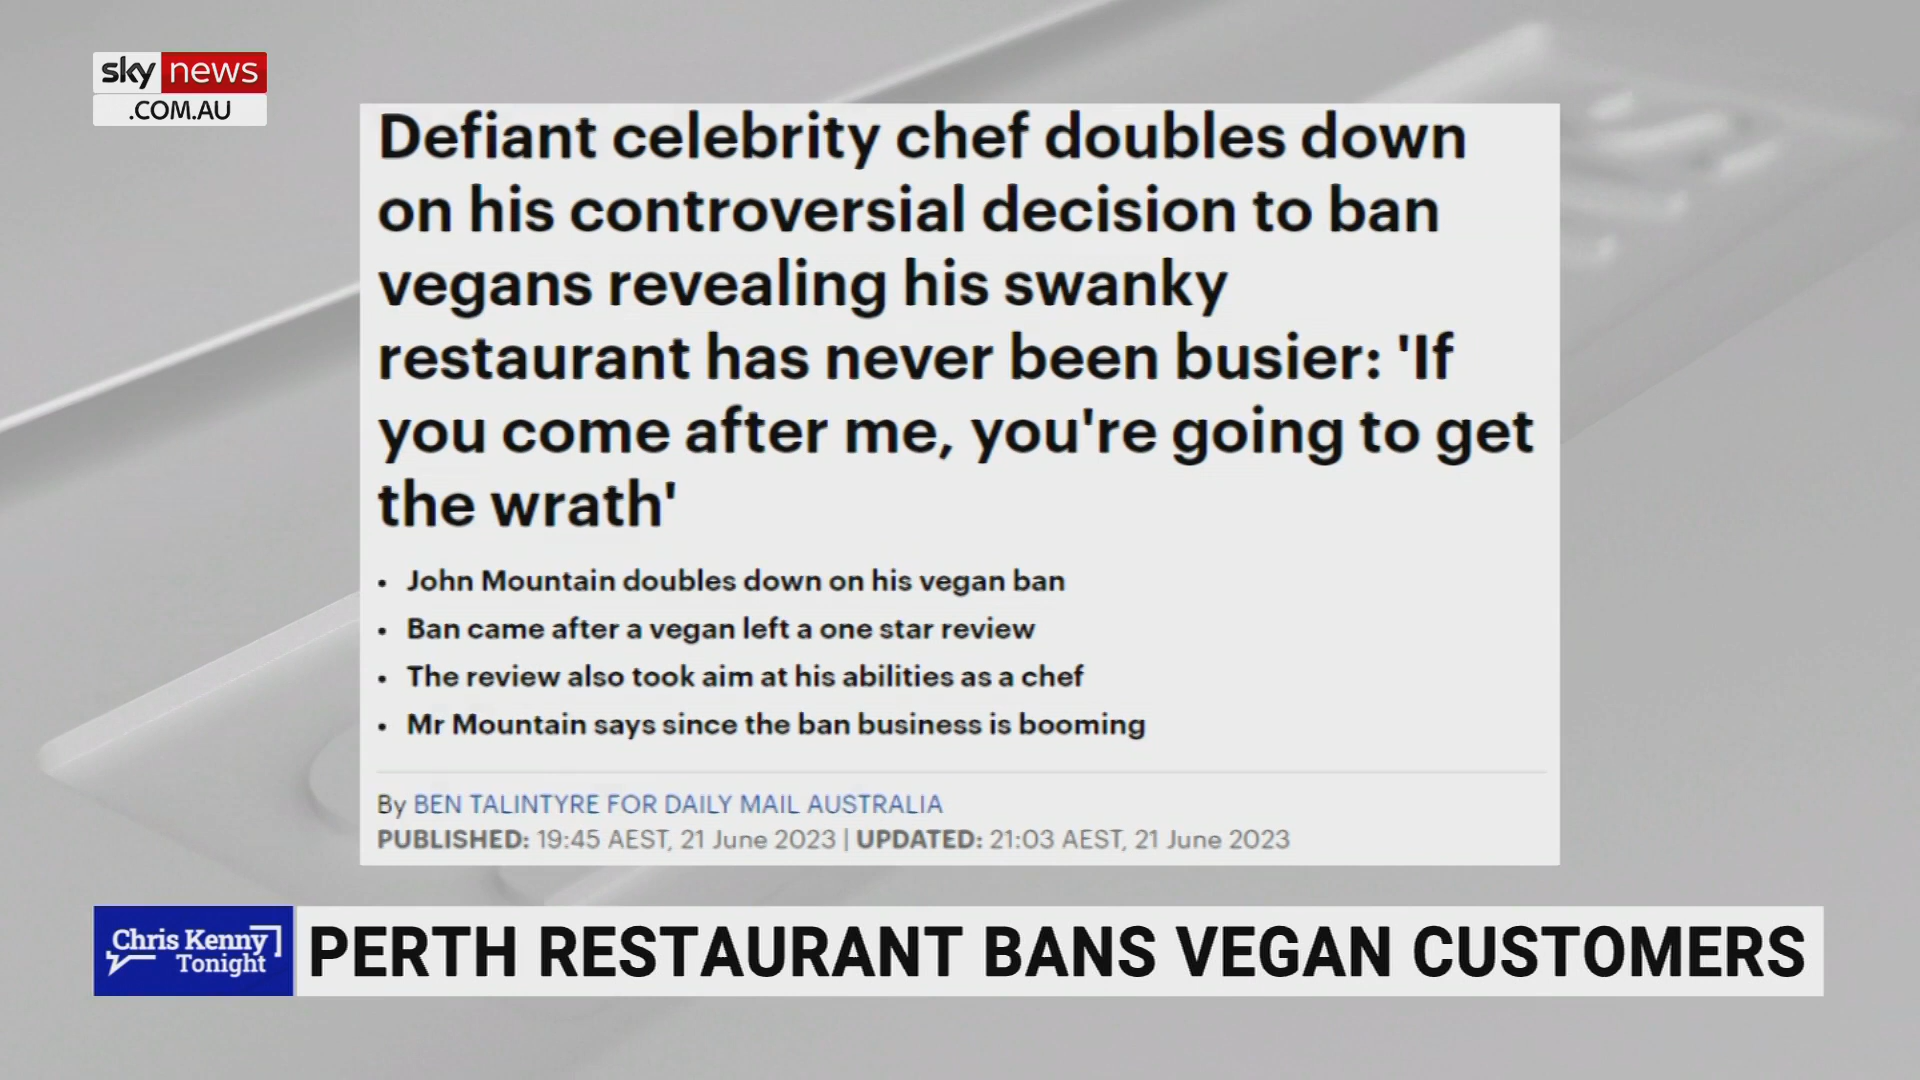 sky news
.COM.AU
Defiant celebrity chef doubles down
on his controversial decision to ban
vegans revealing his swanky
restaurant has never been busier: 'If
you come after me, you're going to get
the wrath'
• John Mountain doubles down on his vegan ban
• Ban came after a vegan left a one star review
• The review also took aim at his abilities as a chef
• Mr Mountain says since the ban business is booming
By BEN TALINTYRE FOR DAILY MAIL AUSTRALIA
PUBLISHED: 19:45 AEST, 21 June 2023 | UPDATED: 21:03 AEST, 21 June 2023
Chris Kenny
Tonight
PERTH RESTAURANT BANS VEGAN CUSTOMERS